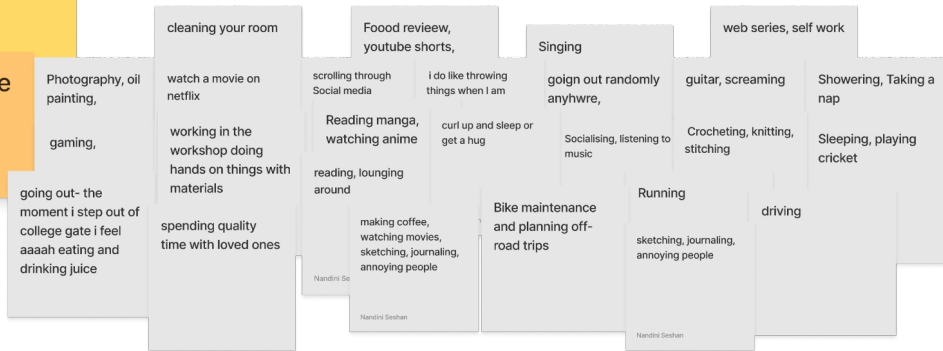 e
cleaning your room
Foood revieew,
youtube shorts,
Singing
web series, self work
Photography, oil
painting,
watch a movie on
netflix
scrolling through
Social media
i do like throwing
things when I am
goign out randomly
anyhwre,
guitar, screaming
Showering, Taking a
nap
gaming,
working in the
workshop doing
hands on things with
materials
Reading manga,
watching anime
curl up and sleep or
get a hug
Socialising, listening to
music
Crocheting, knitting,
stitching
Sleeping, playing
cricket
going out- the
moment i step out of
college gate i feel
aaaah eating and
drinking juice
spending quality
time with loved ones
reading, lounging
around
Nandini Se
making coffee,
watching movies,
sketching, journaling,
annoying people
Nandini Seshan
Bike maintenance
and planning off-
road trips
Running
sketching, journaling,
annoying people
Nandini Seshan
driving